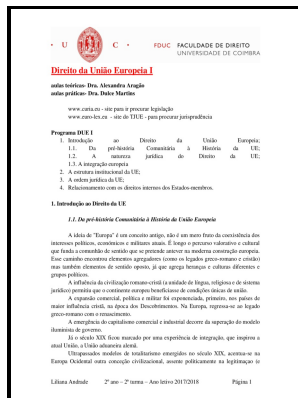 · U C · FDUC FACULDADE DE DIREITO
UNIVERSIDADE DE COIMBRA
Direito da União Europeia I
aulas teóricas- Dra. Alexandra Aragão
aulas práticas- Dra. Dulce Martins
www.curia.eu - site para ir procurar legislação
www.euro-lex.eu - site do TJUE - para procurar jurisprudência
Programa DUE I
1. Introdução ao Direito da União Europeia;
1.1. Da pré-história Comunitária à História da UE;
1.2. A natureza jurídica do Direito da UE;
1.3. A integração europeia
2. A estrutura institucional da UE;
3. A ordem jurídica da UE;
4. Relacionamento com os direitos internos dos Estados-membros.
1. Introdução ao Direito da UE
1.1. Da pré-história Comunitária à História da União Europeia
A ideia de "Europa" é um conceito antigo, não é um mero fruto da coexistência dos
interesses políticos, económicos e militares atuais. É longo o percurso valorativo e cultural
que funda a comunhão de sentido que se pretende antever na moderna construção europeia.
Esse caminho encontrou elementos agregadores (como os legados greco-romano e cristão)
mas também elementos de sentido oposto, já que agrega heranças e culturas diferentes e
grupos políticos.
A influência da civilização romano-cristã (a unidade de língua, religiosa e de sistema
jurídico) permitiu que o continente europeu beneficiasse de condições únicas de união.
A expansão comercial, política e militar foi exponenciada, primeiro, nos países de
maior influência cristã, na época dos Descobrimentos. Na Europa, regressa-se ao legado
greco-romano com o renascimento.
A emergência do capitalismo comercial e industrial decorre da superação do modelo
iluminista de governo.
Já o século XIX ficou marcado por uma experiência de integração, que inspirou a
atual União, a União aduaneira alemã.
Ultrapassados modelos de totalitarismo emergidos no século XIX, acentua-se na
Europa Ocidental outra conceção civilizacional, assente politicamente na legitimação (s
Liliana Andrade 2º ano – 2º turma – Ano letivo 2017/2018 Página 1